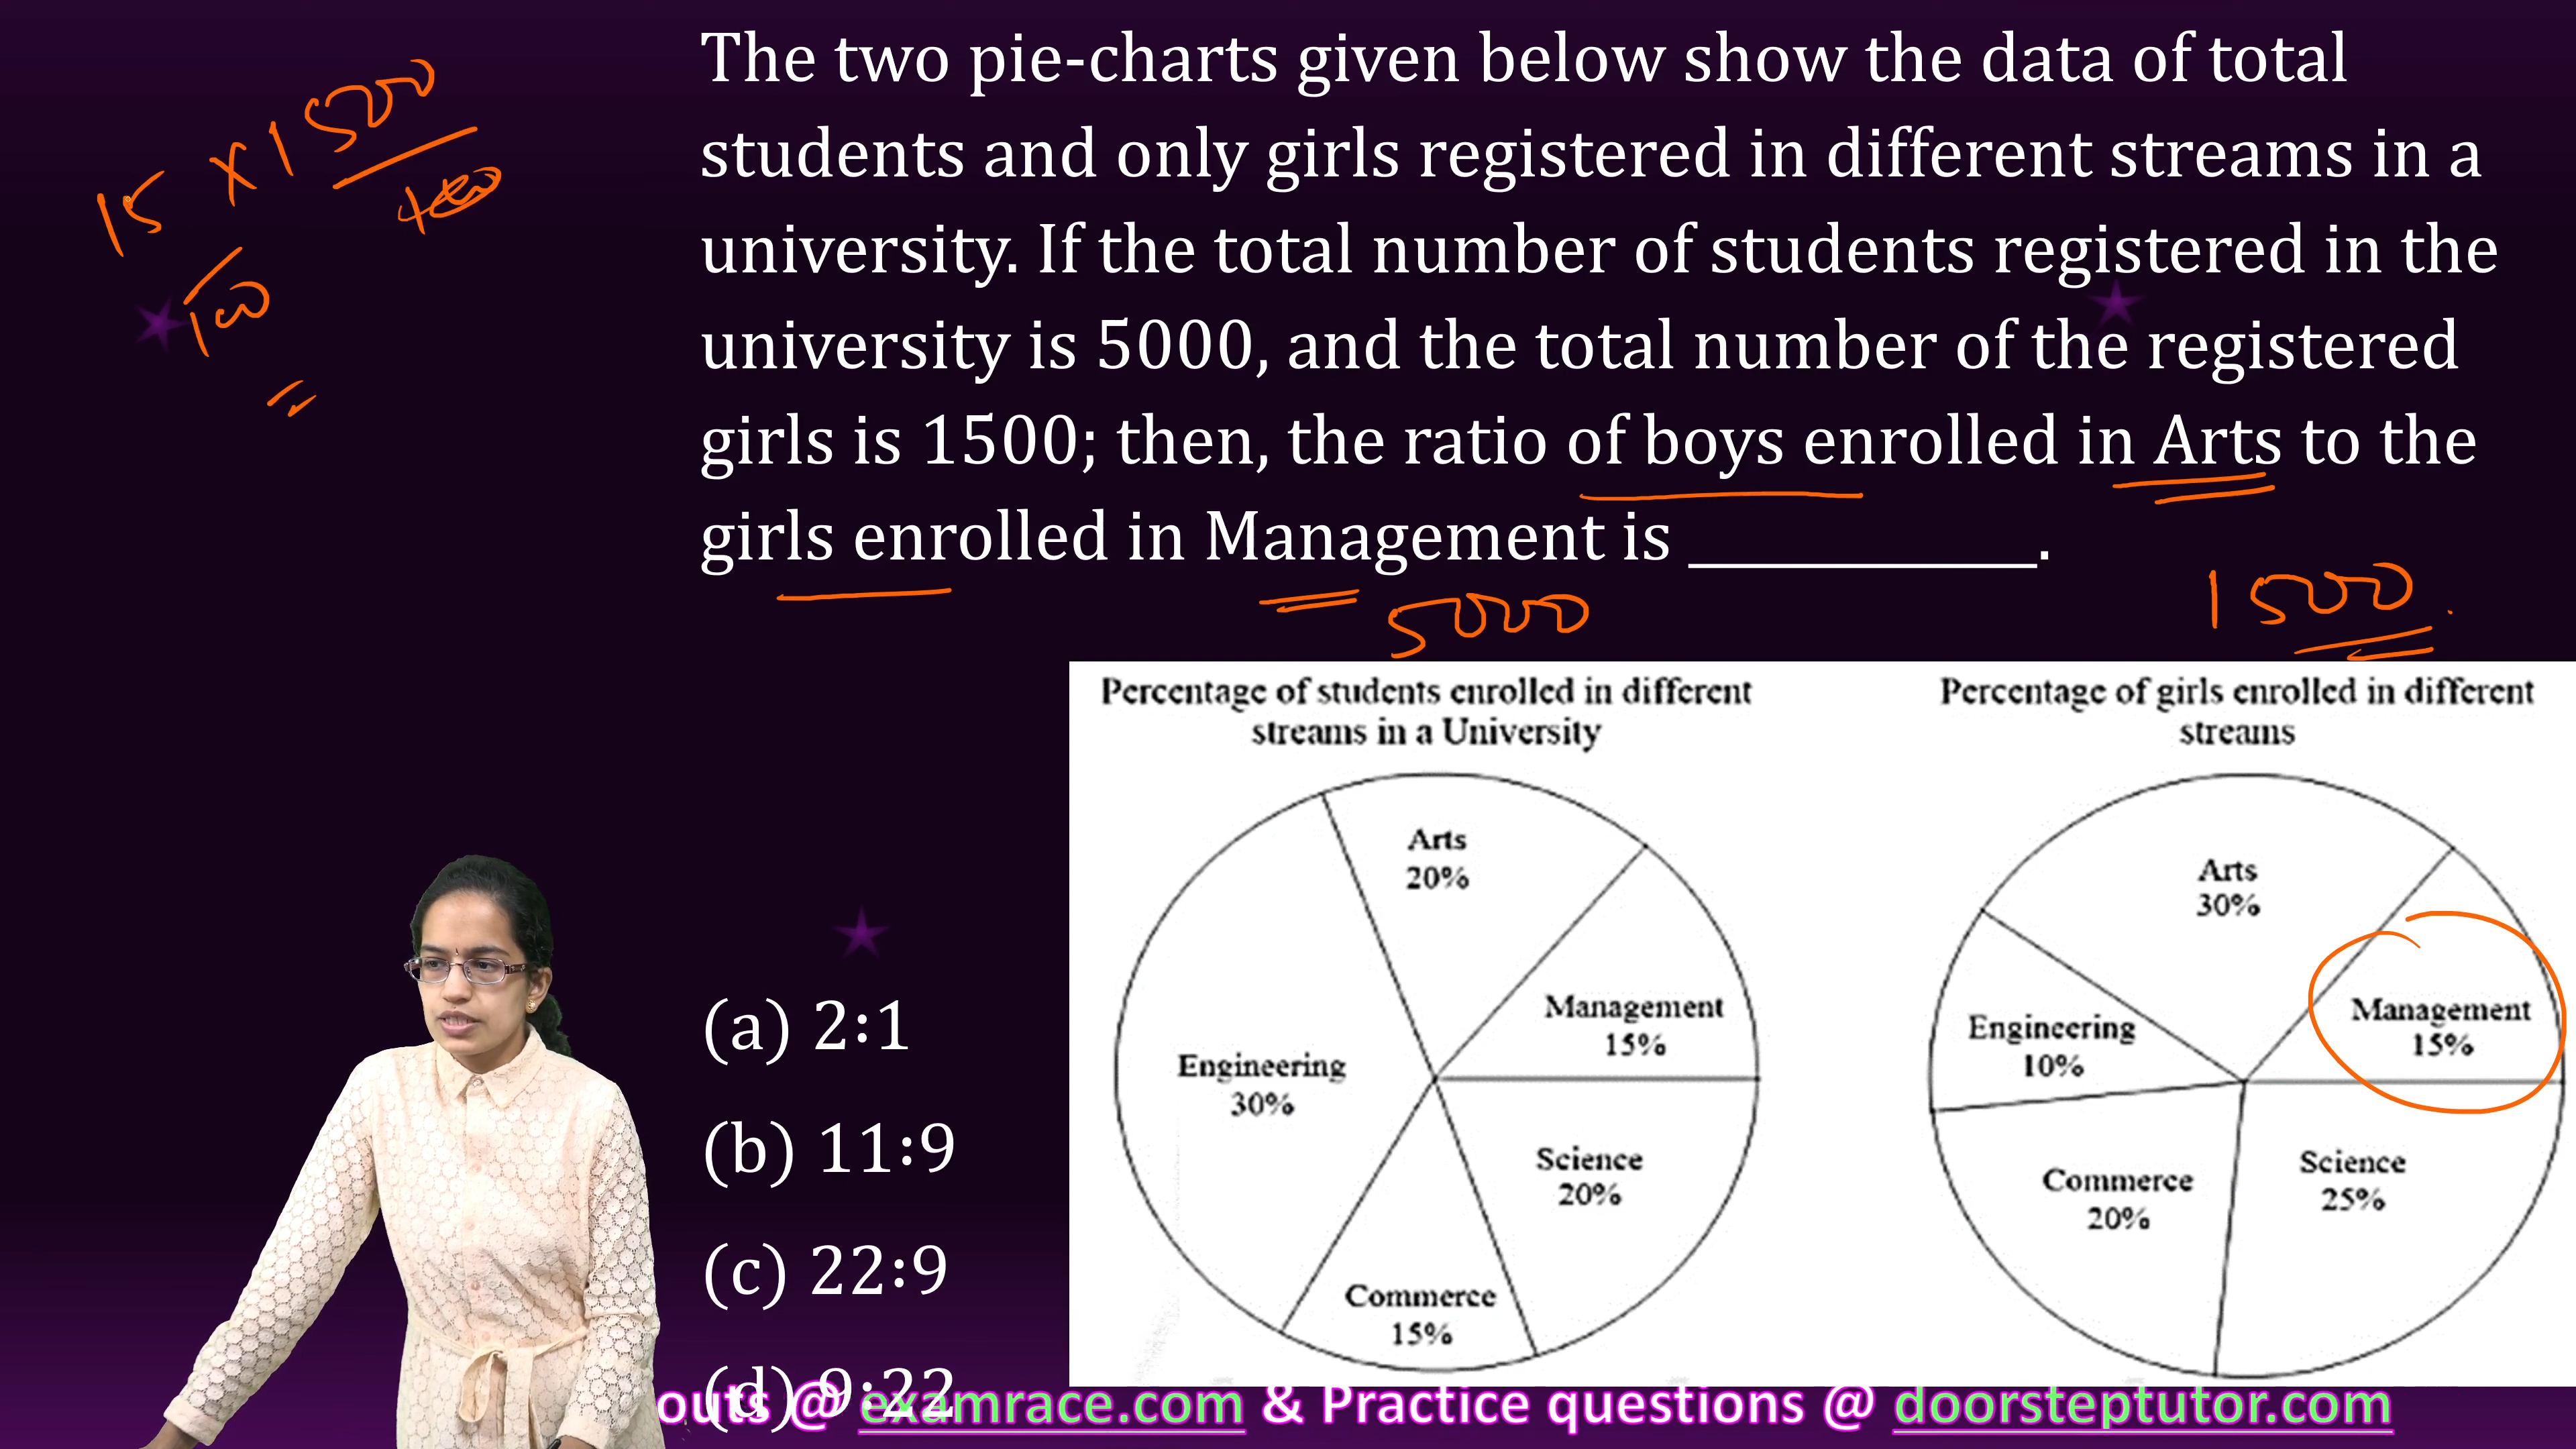 The two pie-charts given below show the data of total
students and only girls registered in different streams in a
university. If the total number of students registered in the
university is 5000, and the total number of the registered
girls is 1500; then, the ratio of boys enrolled in Arts to the
girls enrolled in Management is ___________.
15 × 1500
100
5000
1500
Percentage of students enrolled in different
streams in a University
Arts
20%
Management
15%
Engineering
30%
Science
20%
Commerce
15%
Percentage of girls enrolled in different
streams
Arts
30%
Management
15%
Engineering
10%
Commerce
20%
Science
25%
(a) 2:1
(b) 11:9
(c) 22:9
(d) 9:22
outs @ examrace.com & Practice questions @ doorsteptutor.com